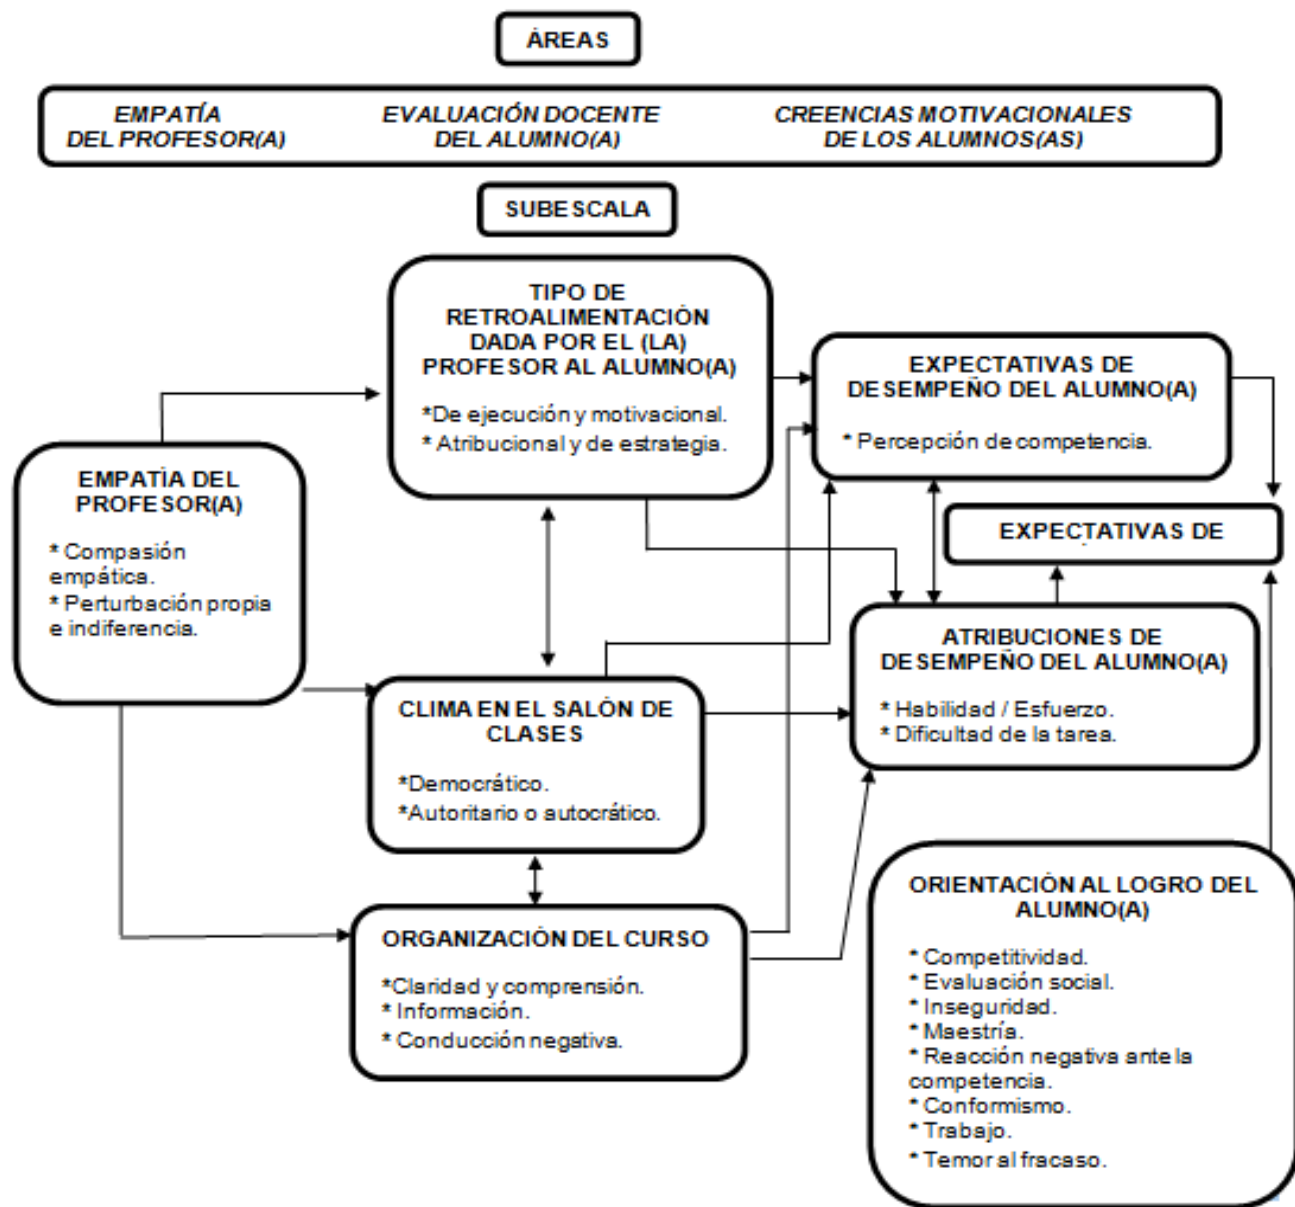 ÁREAS
EMPATÍA
DEL PROFESOR(A)
EVALUACIÓN DOCENTE
DEL ALUMNO(A)
CREENCIAS MOTIVACIONALES
DE LOS ALUMNOS(AS)
SUBESCALA
TIPO DE
RETROALIMENTACIÓN
DADA POR EL (LA)
PROFESOR AL ALUMNO(A)
*De ejecución y motivacional.
* Atribucional y de estrategia.
EXPECTATIVAS DE
DESEMPEÑO DEL ALUMNO(A)
* Percepción de competencia.
EMPATÍA DEL
PROFESOR(A)
* Compasión
empática.
* Perturbación propia
e indiferencia.
EXPECTATIVAS DE
ATRIBUCIONES DE
DESEMPEÑO DEL ALUMNO(A)
* Habilidad / Esfuerzo.
* Dificultad de la tarea.
CLIMA EN EL SALÓN DE
CLASES
*Democrático.
*Autoritario o autocrático.
ORGANIZACIÓN DEL CURSO
*Claridad y comprensión.
* Información.
* Conducción negativa.
ORIENTACIÓN AL LOGRO DEL
ALUMNO(A)
* Competitividad.
* Evaluación social.
* Inseguridad.
* Maestría.
* Reacción negativa ante la
competencia.
* Conformismo.
* Trabajo.
* Temor al fracaso.